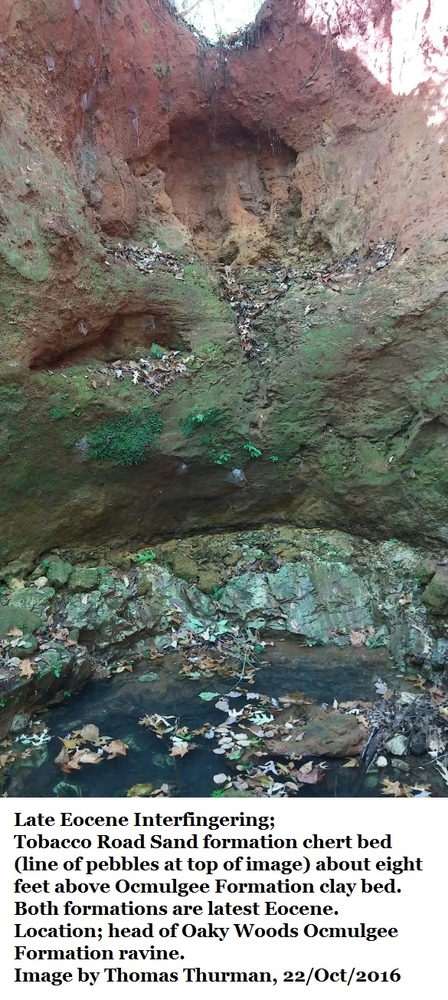 Late Eocene Interfingering;
Tobacco Road Sand formation chert bed
(line of pebbles at top of image) about eight
feet above Ocmulgee Formation clay bed.
Both formations are latest Eocene.
Location; head of Oaky Woods Ocmulgee
Formation ravine.
Image by Thomas Thurman, 22/Oct/2016